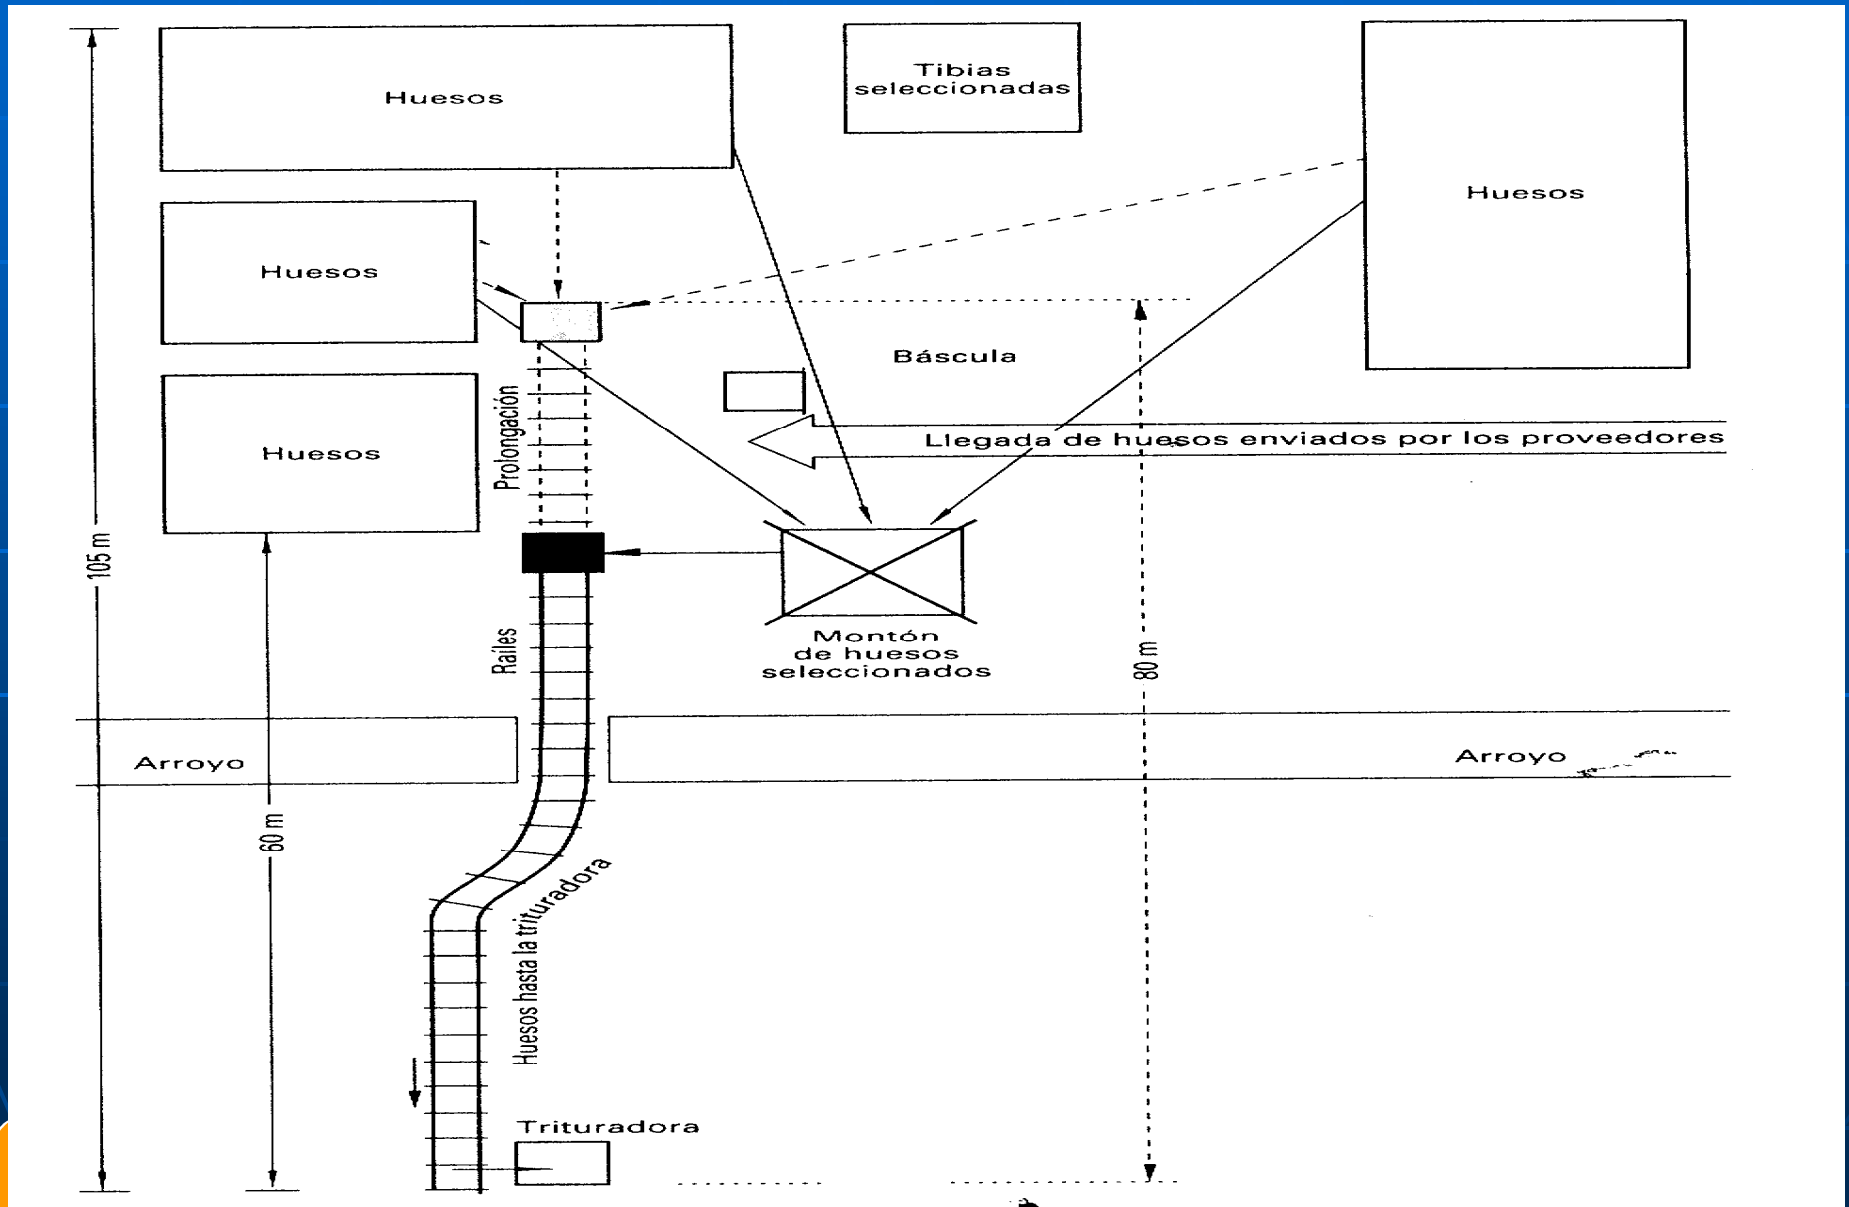 Huesos
Tibias
seleccionadas
Huesos
Huesos
Báscula
Prolongación
Huesos
Llegada de huesos enviados por los proveedores
105 m
Raíles
Montón
de huesos
seleccionados
80 m
Arroyo
Arroyo
60 m
Huesos hasta la trituradora
Trituradora